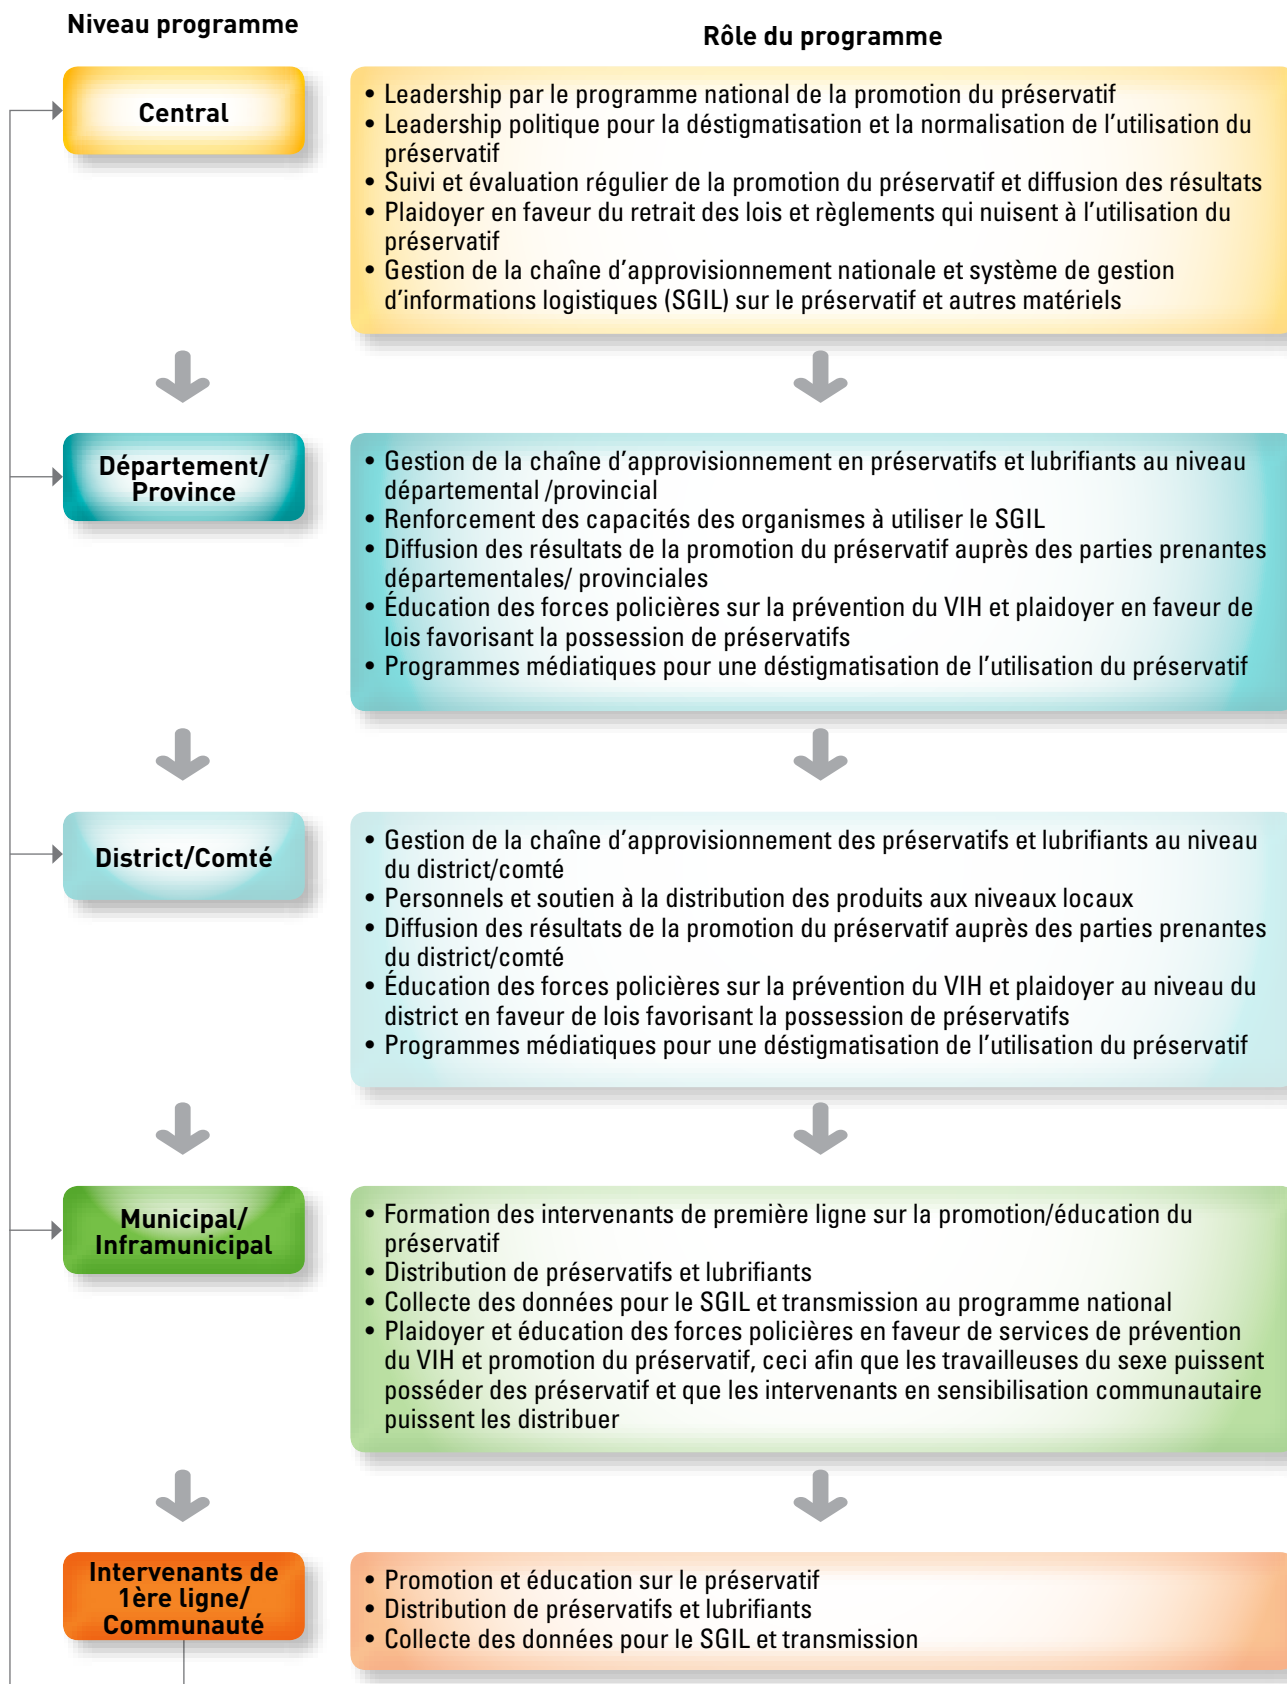 Niveau programme
Rôle du programme
Central
• Leadership par le programme national de la promotion du préservatif
• Leadership politique pour la déstigmatisation et la normalisation de l’utilisation du
préservatif
• Suivi et évaluation régulier de la promotion du préservatif et diffusion des résultats
• Plaidoyer en faveur du retrait des lois et règlements qui nuisent à l’utilisation du
préservatif
• Gestion de la chaîne d’approvisionnement nationale et système de gestion
d’informations logistiques (SGIL) sur le préservatif et autres matériels
Département/
Province
• Gestion de la chaîne d’approvisionnement en préservatifs et lubrifiants au niveau
départemental /provincial
• Renforcement des capacités des organismes à utiliser le SGIL
• Diffusion des résultats de la promotion du préservatif auprès des parties prenantes
départementales/ provinciales
• Éducation des forces policières sur la prévention du VIH et plaidoyer en faveur de
lois favorisant la possession de préservatifs
• Programmes médiatiques pour une déstigmatisation de l’utilisation du préservatif
District/Comté
• Gestion de la chaîne d’approvisionnement des préservatifs et lubrifiants au niveau
du district/comté
• Personnels et soutien à la distribution des produits aux niveaux locaux
• Diffusion des résultats de la promotion du préservatif auprès des parties prenantes
du district/comté
• Éducation des forces policières sur la prévention du VIH et plaidoyer au niveau du
district en faveur de lois favorisant la possession de préservatifs
• Programmes médiatiques pour une déstigmatisation de l’utilisation du préservatif
Municipal/
Inframunicipal
• Formation des intervenants de première ligne sur la promotion/éducation du
préservatif
• Distribution de préservatifs et lubrifiants
• Collecte des données pour le SGIL et transmission au programme national
• Plaidoyer et éducation des forces policières en faveur de services de prévention
du VIH et promotion du préservatif, ceci afin que les travailleuses du sexe puissent
posséder des préservatif et que les intervenants en sensibilisation communautaire
puissent les distribuer
Intervenants de
1ère ligne/
Communauté
• Promotion et éducation sur le préservatif
• Distribution de préservatifs et lubrifiants
• Collecte des données pour le SGIL et transmission